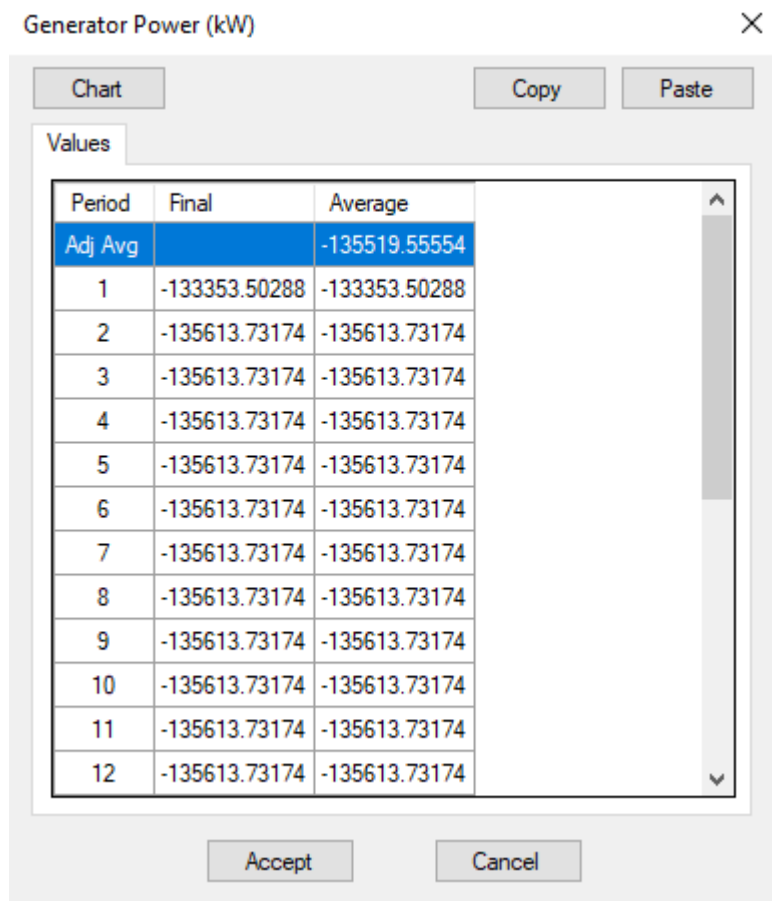 Generator Power (kW)
Chart Copy Paste
Values
Period Final Average
Adj Avg -135519.55554
1 -133353.50288 -133353.50288
2 -135613.73174 -135613.73174
3 -135613.73174 -135613.73174
4 -135613.73174 -135613.73174
5 -135613.73174 -135613.73174
6 -135613.73174 -135613.73174
7 -135613.73174 -135613.73174
8 -135613.73174 -135613.73174
9 -135613.73174 -135613.73174
10 -135613.73174 -135613.73174
11 -135613.73174 -135613.73174
12 -135613.73174 -135613.73174
Accept Cancel